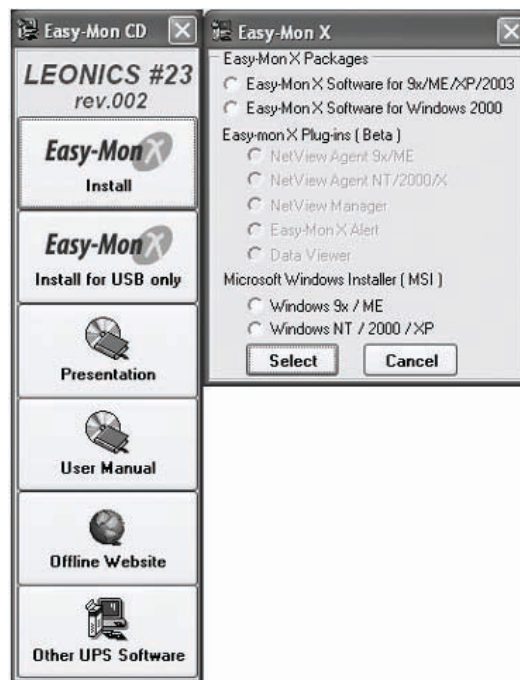 Easy-Mon CD
LEONICS #23
rev.002
Easy-Mon X
Install
Easy-Mon X
Install for USB only
Presentation
User Manual
Offline Website
Other UPS Software
Easy-Mon X
Easy-Mon X Packages
Easy-Mon X Software for 9x/ME/XP/2003
Easy-Mon X Software for Windows 2000
Easy-mon X Plug-ins ( Beta )
NetView Agent 9x/ME
NetView Agent NT/2000/X
NetView Manager
Easy-Mon X Alert
Data Viewer
Microsoft Windows Installer ( MSI )
Windows 9x / ME
Windows NT / 2000 / XP
Select Cancel